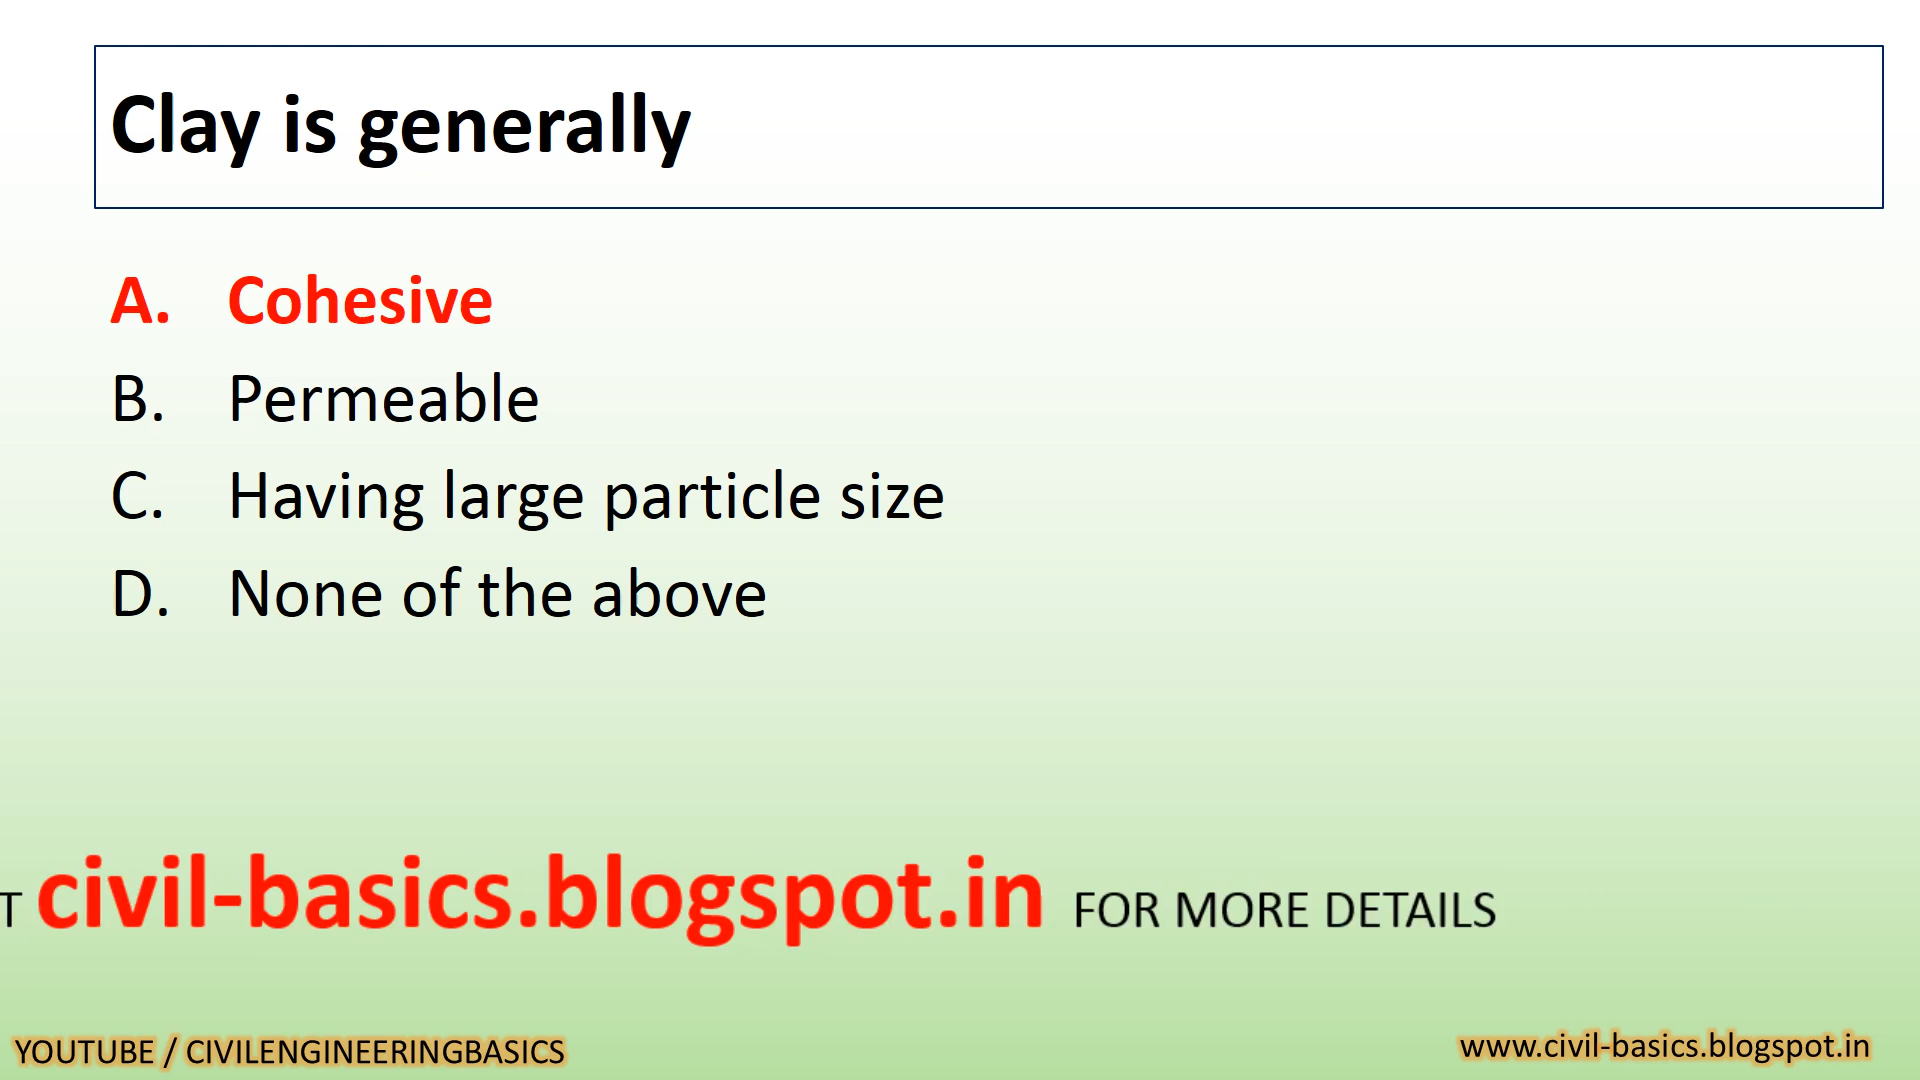 Clay is generally
A. Cohesive
B. Permeable
C. Having large particle size
D. None of the above
T civil-basics.blogspot.in FOR MORE DETAILS
YOUTUBE / CIVILENGINEERINGBASICS
www.civil-basics.blogspot.in